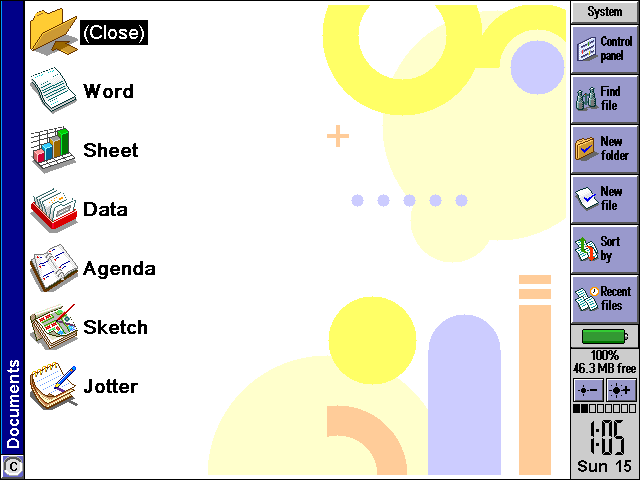 (Close)
Word
Sheet
Data
Agenda
Sketch
Jotter
Documents
C
System
Control
panel
Find
file
New
folder
New
file
Sort
by
Recent
files
100%
46.3 MB free
1:05
Sun 15